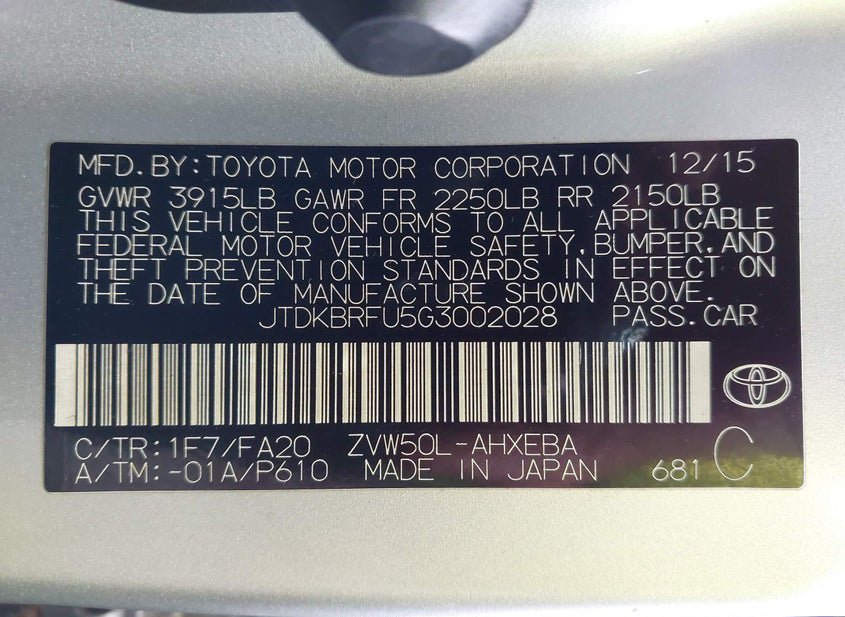 MFD.BY:TOYOTA MOTOR CORPORATION 12/15
GVWR 3915LB GAWR FR 2250LB RR 2150LB
THIS VEHICLE CONFORMS TO ALL APPLICABLE
FEDERAL MOTOR VEHICLE SAFETY,BUMPER,AND
THEFT PREVENTION STANDARDS IN EFFECT ON
THE DATE OF MANUFACTURE SHOWN ABOVE.
JTDKBRFU5G3002028 PASS.CAR
C/TR:1F7/FA20 ZVW50L-AHXEBA C
A/TM:-01A/P610 MADE IN JAPAN 681